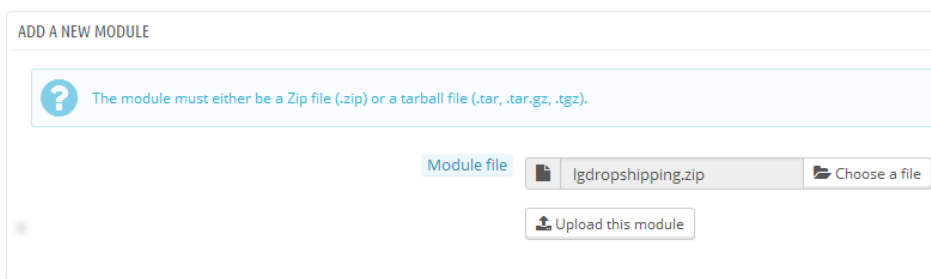 ADD A NEW MODULE
The module must either be a Zip file (.zip) or a tarball file (.tar, .tar.gz, .tgz).
Module file
lgdropshipping.zip
Choose a file
Upload this module